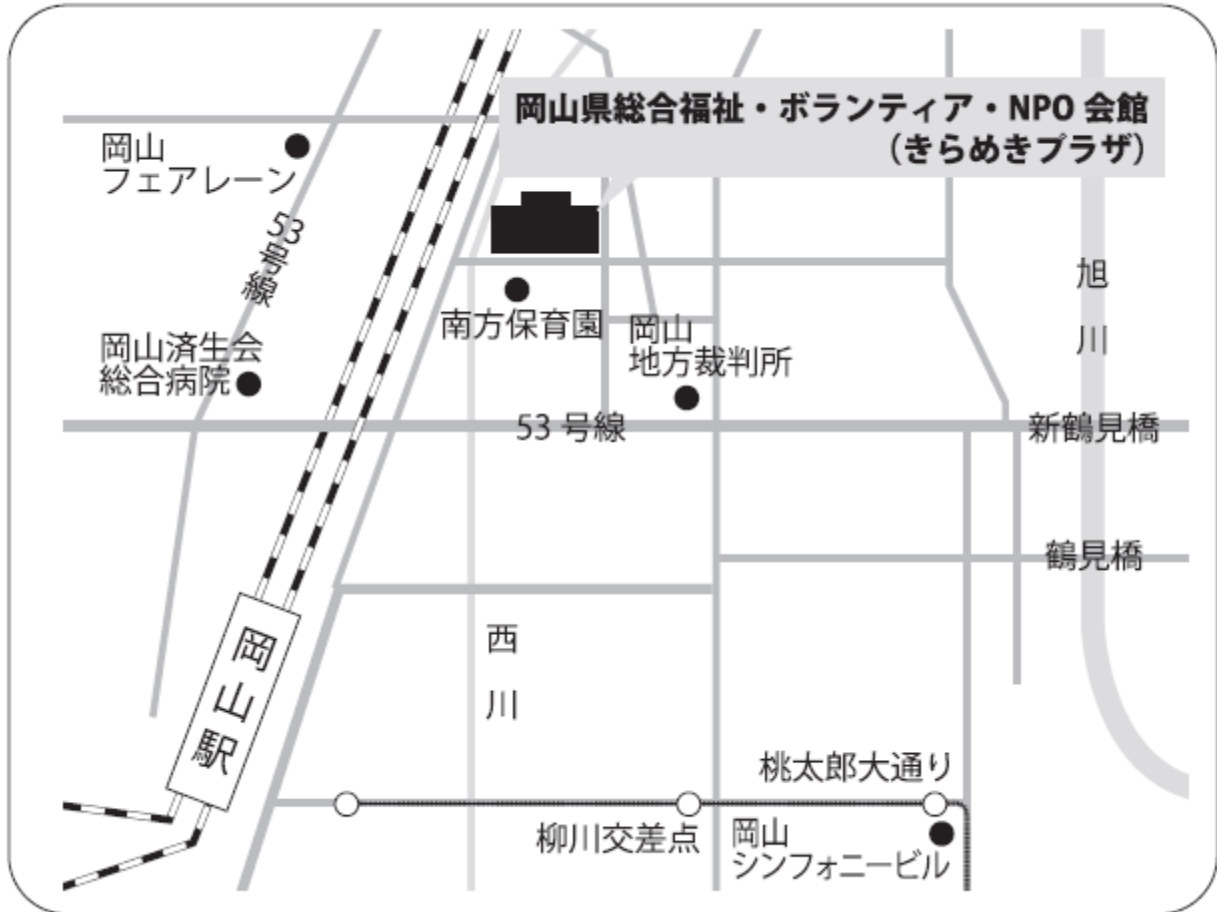 岡山県総合福祉・ボランティア・NPO 会館
（きらめきプラザ）
岡山
フェアレーン
53号線
旭川
南方保育園
岡山
地方裁判所
岡山済生会
総合病院
53 号線
新鶴見橋
鶴見橋
西川
岡山駅
桃太郎大通り
柳川交差点
岡山
シンフォニービル